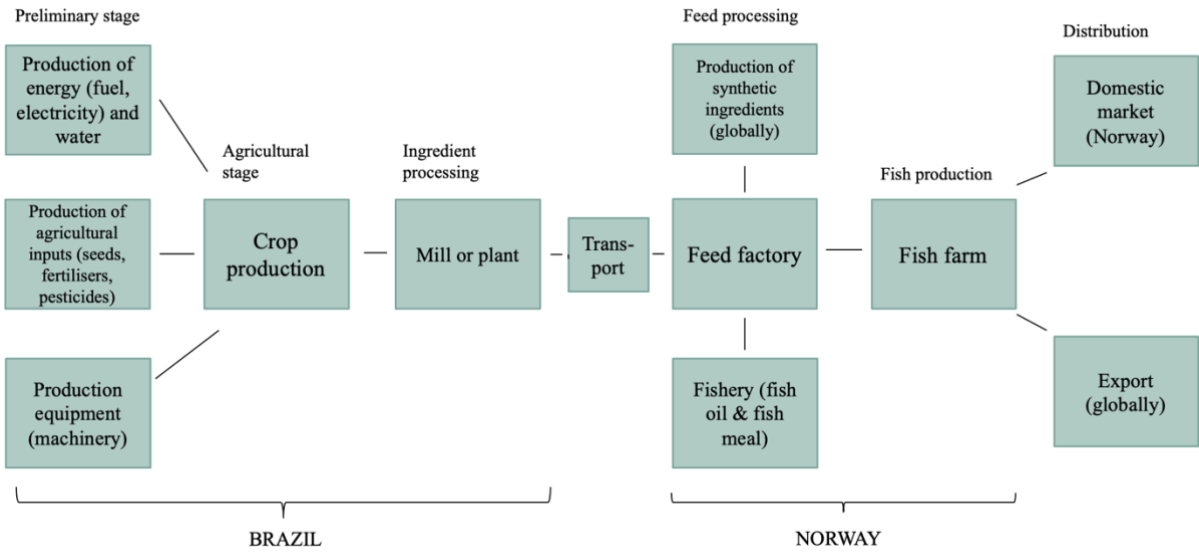 Preliminary stage
Production of
energy (fuel,
electricity) and
water
Production of
agricultural
inputs (seeds,
fertilisers,
pesticides)
Production
equipment
(machinery)
Agricultural
stage
Crop
production
Ingredient
processing
Mill or plant
Trans-
port
Feed processing
Production of
synthetic
ingredients
(globally)
Feed factory
Fishery (fish
oil & fish
meal)
Fish production
Fish farm
Distribution
Domestic
market
(Norway)
Export
(globally)
BRAZIL
NORWAY